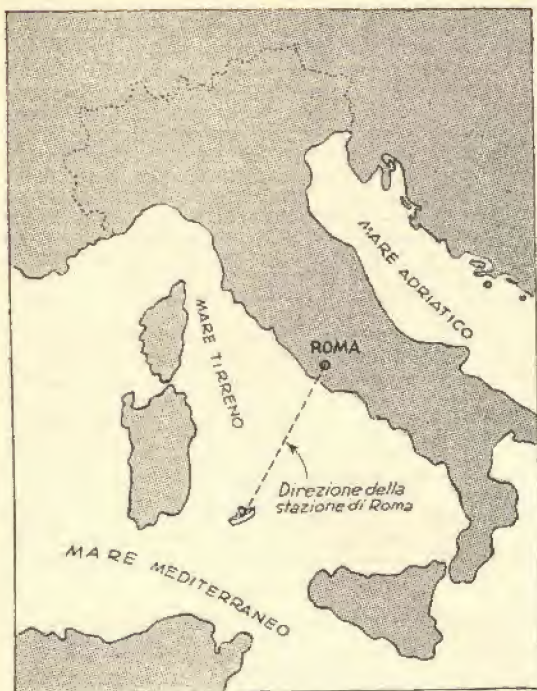 MARE ADRIATICO
ROMA
MARE TIRRENO
Direzione della
stazione di Roma
MARE MEDITERRANEO